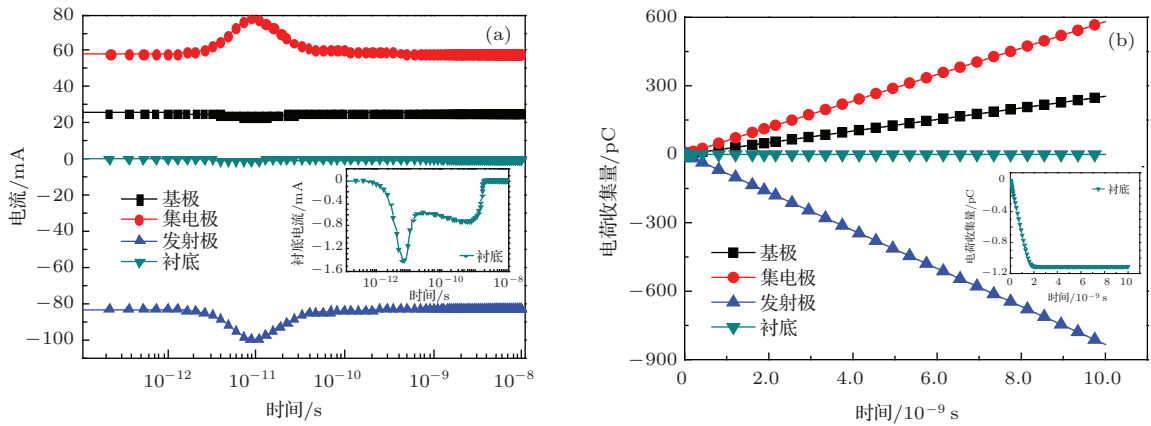 (a)
80
60
40
20
0
−20
−40
−60
−80
−100
电流/mA
基极
集电极
发射极
衬底
0
−0.4
−0.8
−1.2
−1.6
衬底电流/mA
衬底
10⁻¹² 10⁻¹⁰ 10⁻⁸
时间/s
10⁻¹² 10⁻¹¹ 10⁻¹⁰ 10⁻⁹ 10⁻⁸
时间/s
(b)
600
300
0
−300
−600
−900
电荷收集量/pC
基极
集电极
发射极
衬底
0
−0.4
−0.8
−1.2
电荷收集量/pC
衬底
0 2 4 6 8 10
时间/10⁻⁹ s
0 2.0 4.0 6.0 8.0 10.0
时间/10⁻⁹ s